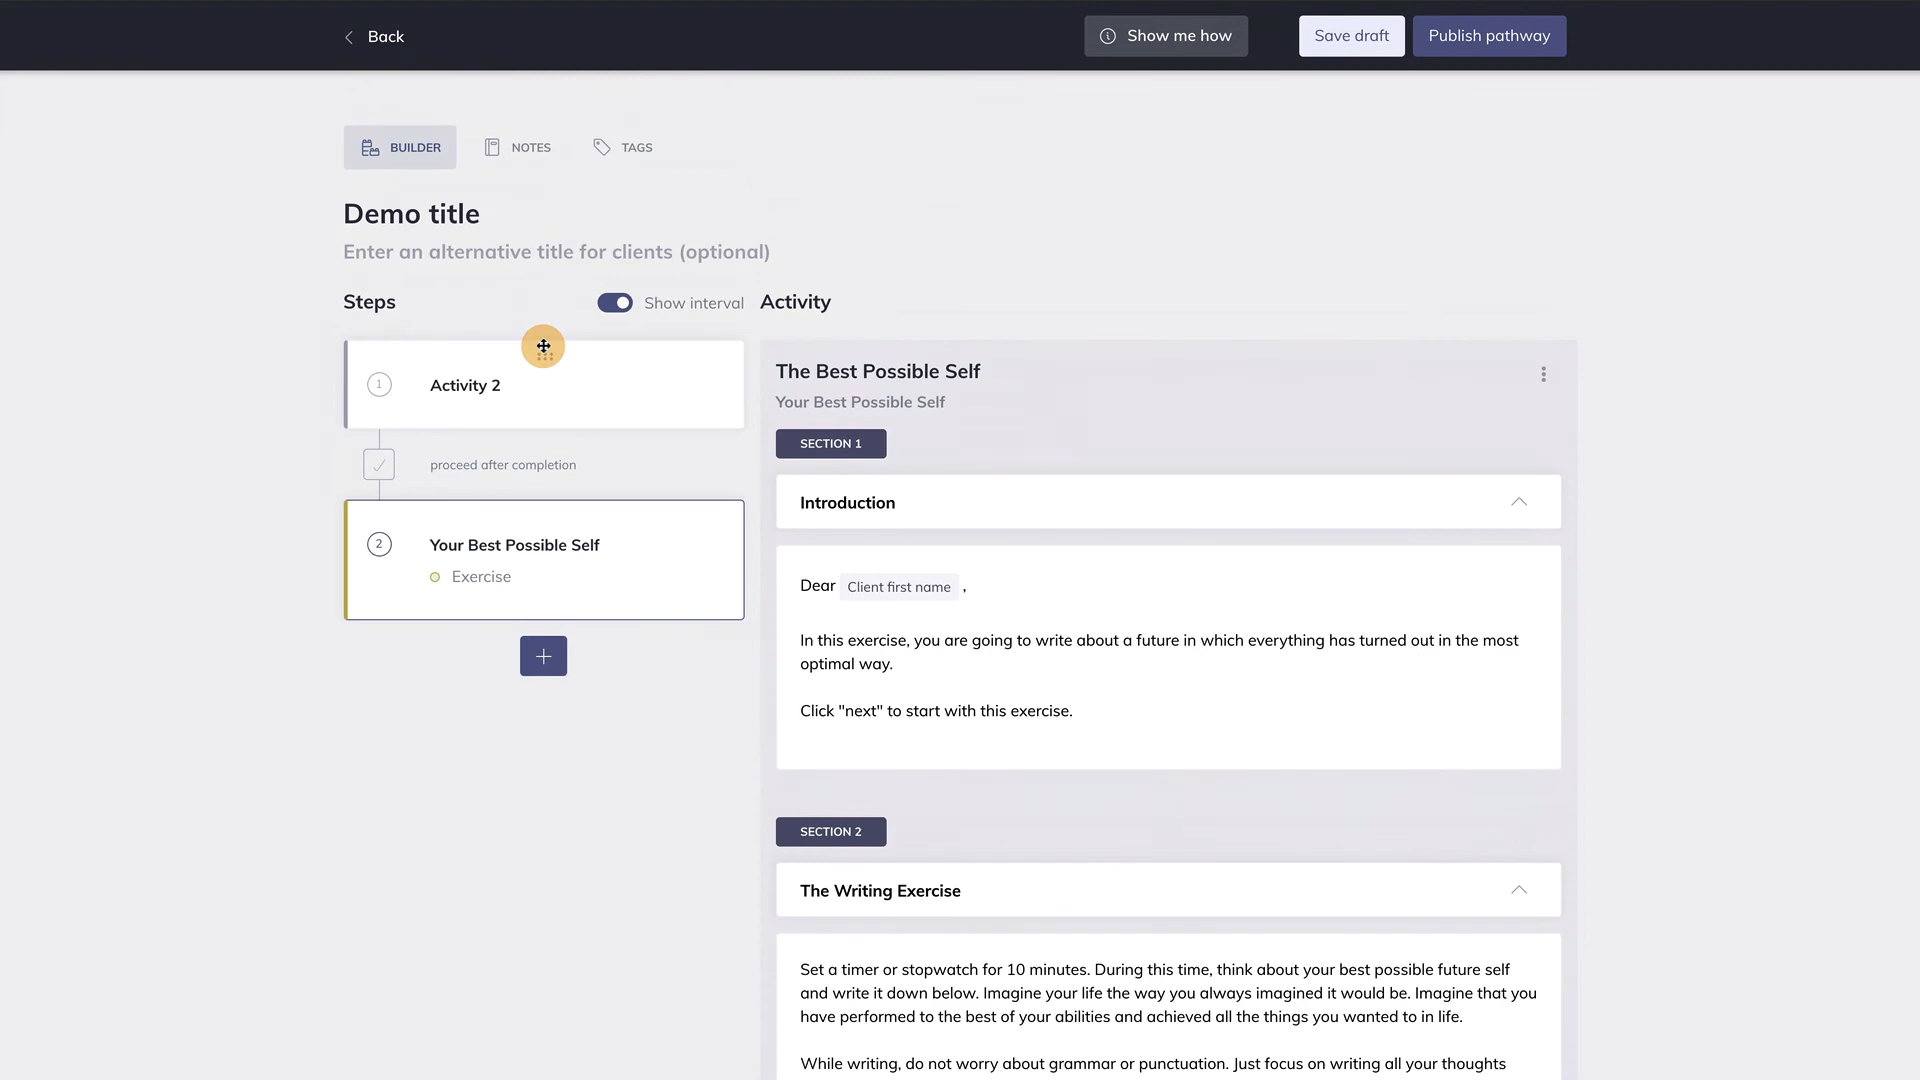 Back
Show me how
Save draft
Publish pathway
BUILDER
NOTES
TAGS
Demo title
Enter an alternative title for clients (optional)
Steps
Show interval
1
Activity 2
proceed after completion
2
Your Best Possible Self
Exercise
Activity
The Best Possible Self
Your Best Possible Self
SECTION 1
Introduction
Dear Client first name ,
In this exercise, you are going to write about a future in which everything has turned out in the most
optimal way.
Click "next" to start with this exercise.
SECTION 2
The Writing Exercise
Set a timer or stopwatch for 10 minutes. During this time, think about your best possible future self
and write it down below. Imagine your life the way you always imagined it would be. Imagine that you
have performed to the best of your abilities and achieved all the things you wanted to in life.
While writing, do not worry about grammar or punctuation. Just focus on writing all your thoughts